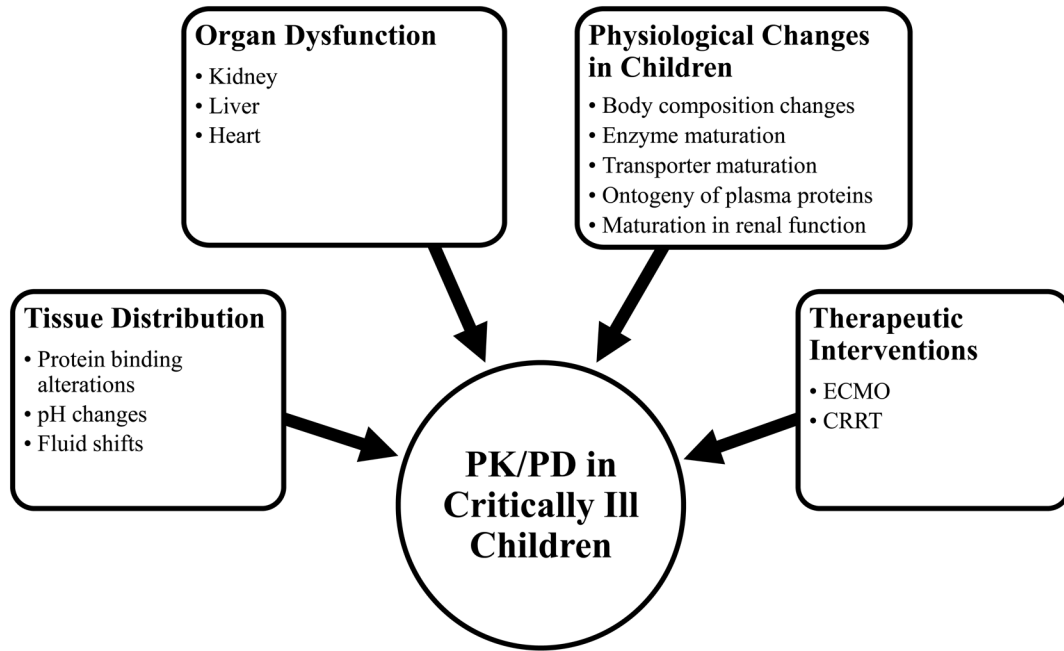 Organ Dysfunction
• Kidney
• Liver
• Heart
Physiological Changes
in Children
• Body composition changes
• Enzyme maturation
• Transporter maturation
• Ontogeny of plasma proteins
• Maturation in renal function
Tissue Distribution
• Protein binding
alterations
• pH changes
• Fluid shifts
Therapeutic
Interventions
• ECMO
• CRRT
PK/PD in
Critically Ill
Children